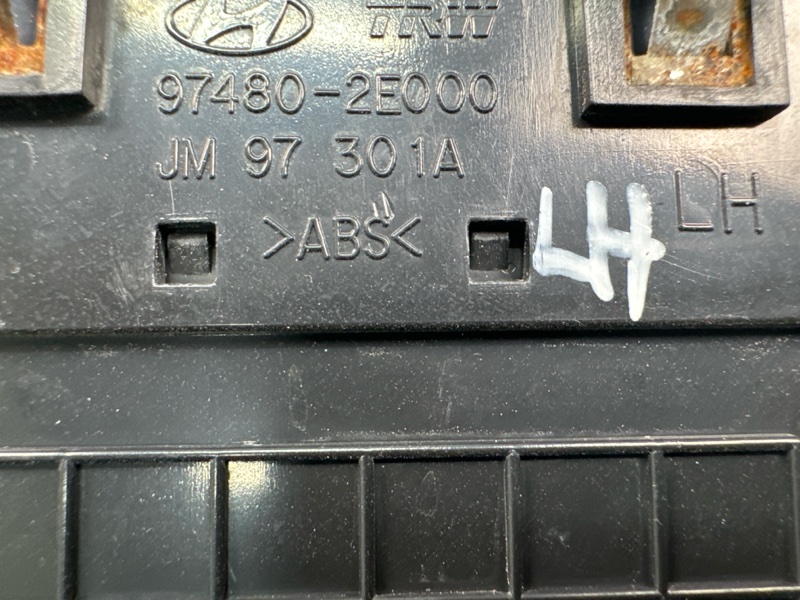 TRW
97480-2E000
JM 97 301A
LH
>ABS<
LH